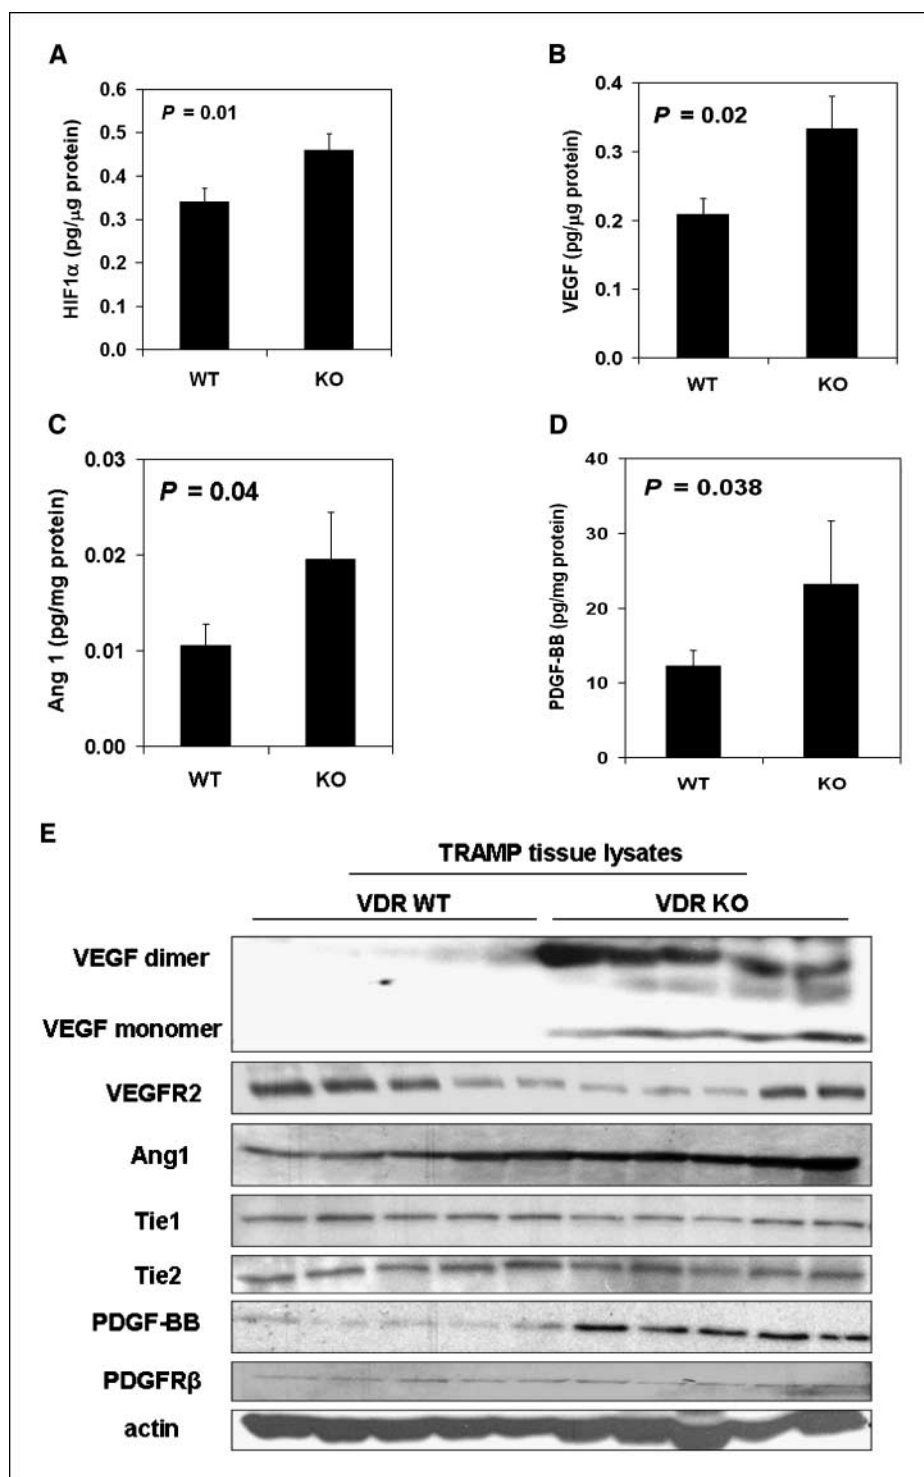 A
HIF1α (pg/μg protein)
0.6
0.5
0.4
0.3
0.2
0.1
0.0
P = 0.01
WT KO
B
VEGF (pg/μg protein)
0.4
0.3
0.2
0.1
0.0
P = 0.02
WT KO
C
Ang 1 (pg/mg protein)
0.03
0.02
0.01
0.00
P = 0.04
WT KO
D
PDGF-BB (pg/mg protein)
40
30
20
10
0
P = 0.038
WT KO
E
TRAMP tissue lysates
VDR WT VDR KO
VEGF dimer
VEGF monomer
VEGFR2
Ang1
Tie1
Tie2
PDGF-BB
PDGFRβ
actin